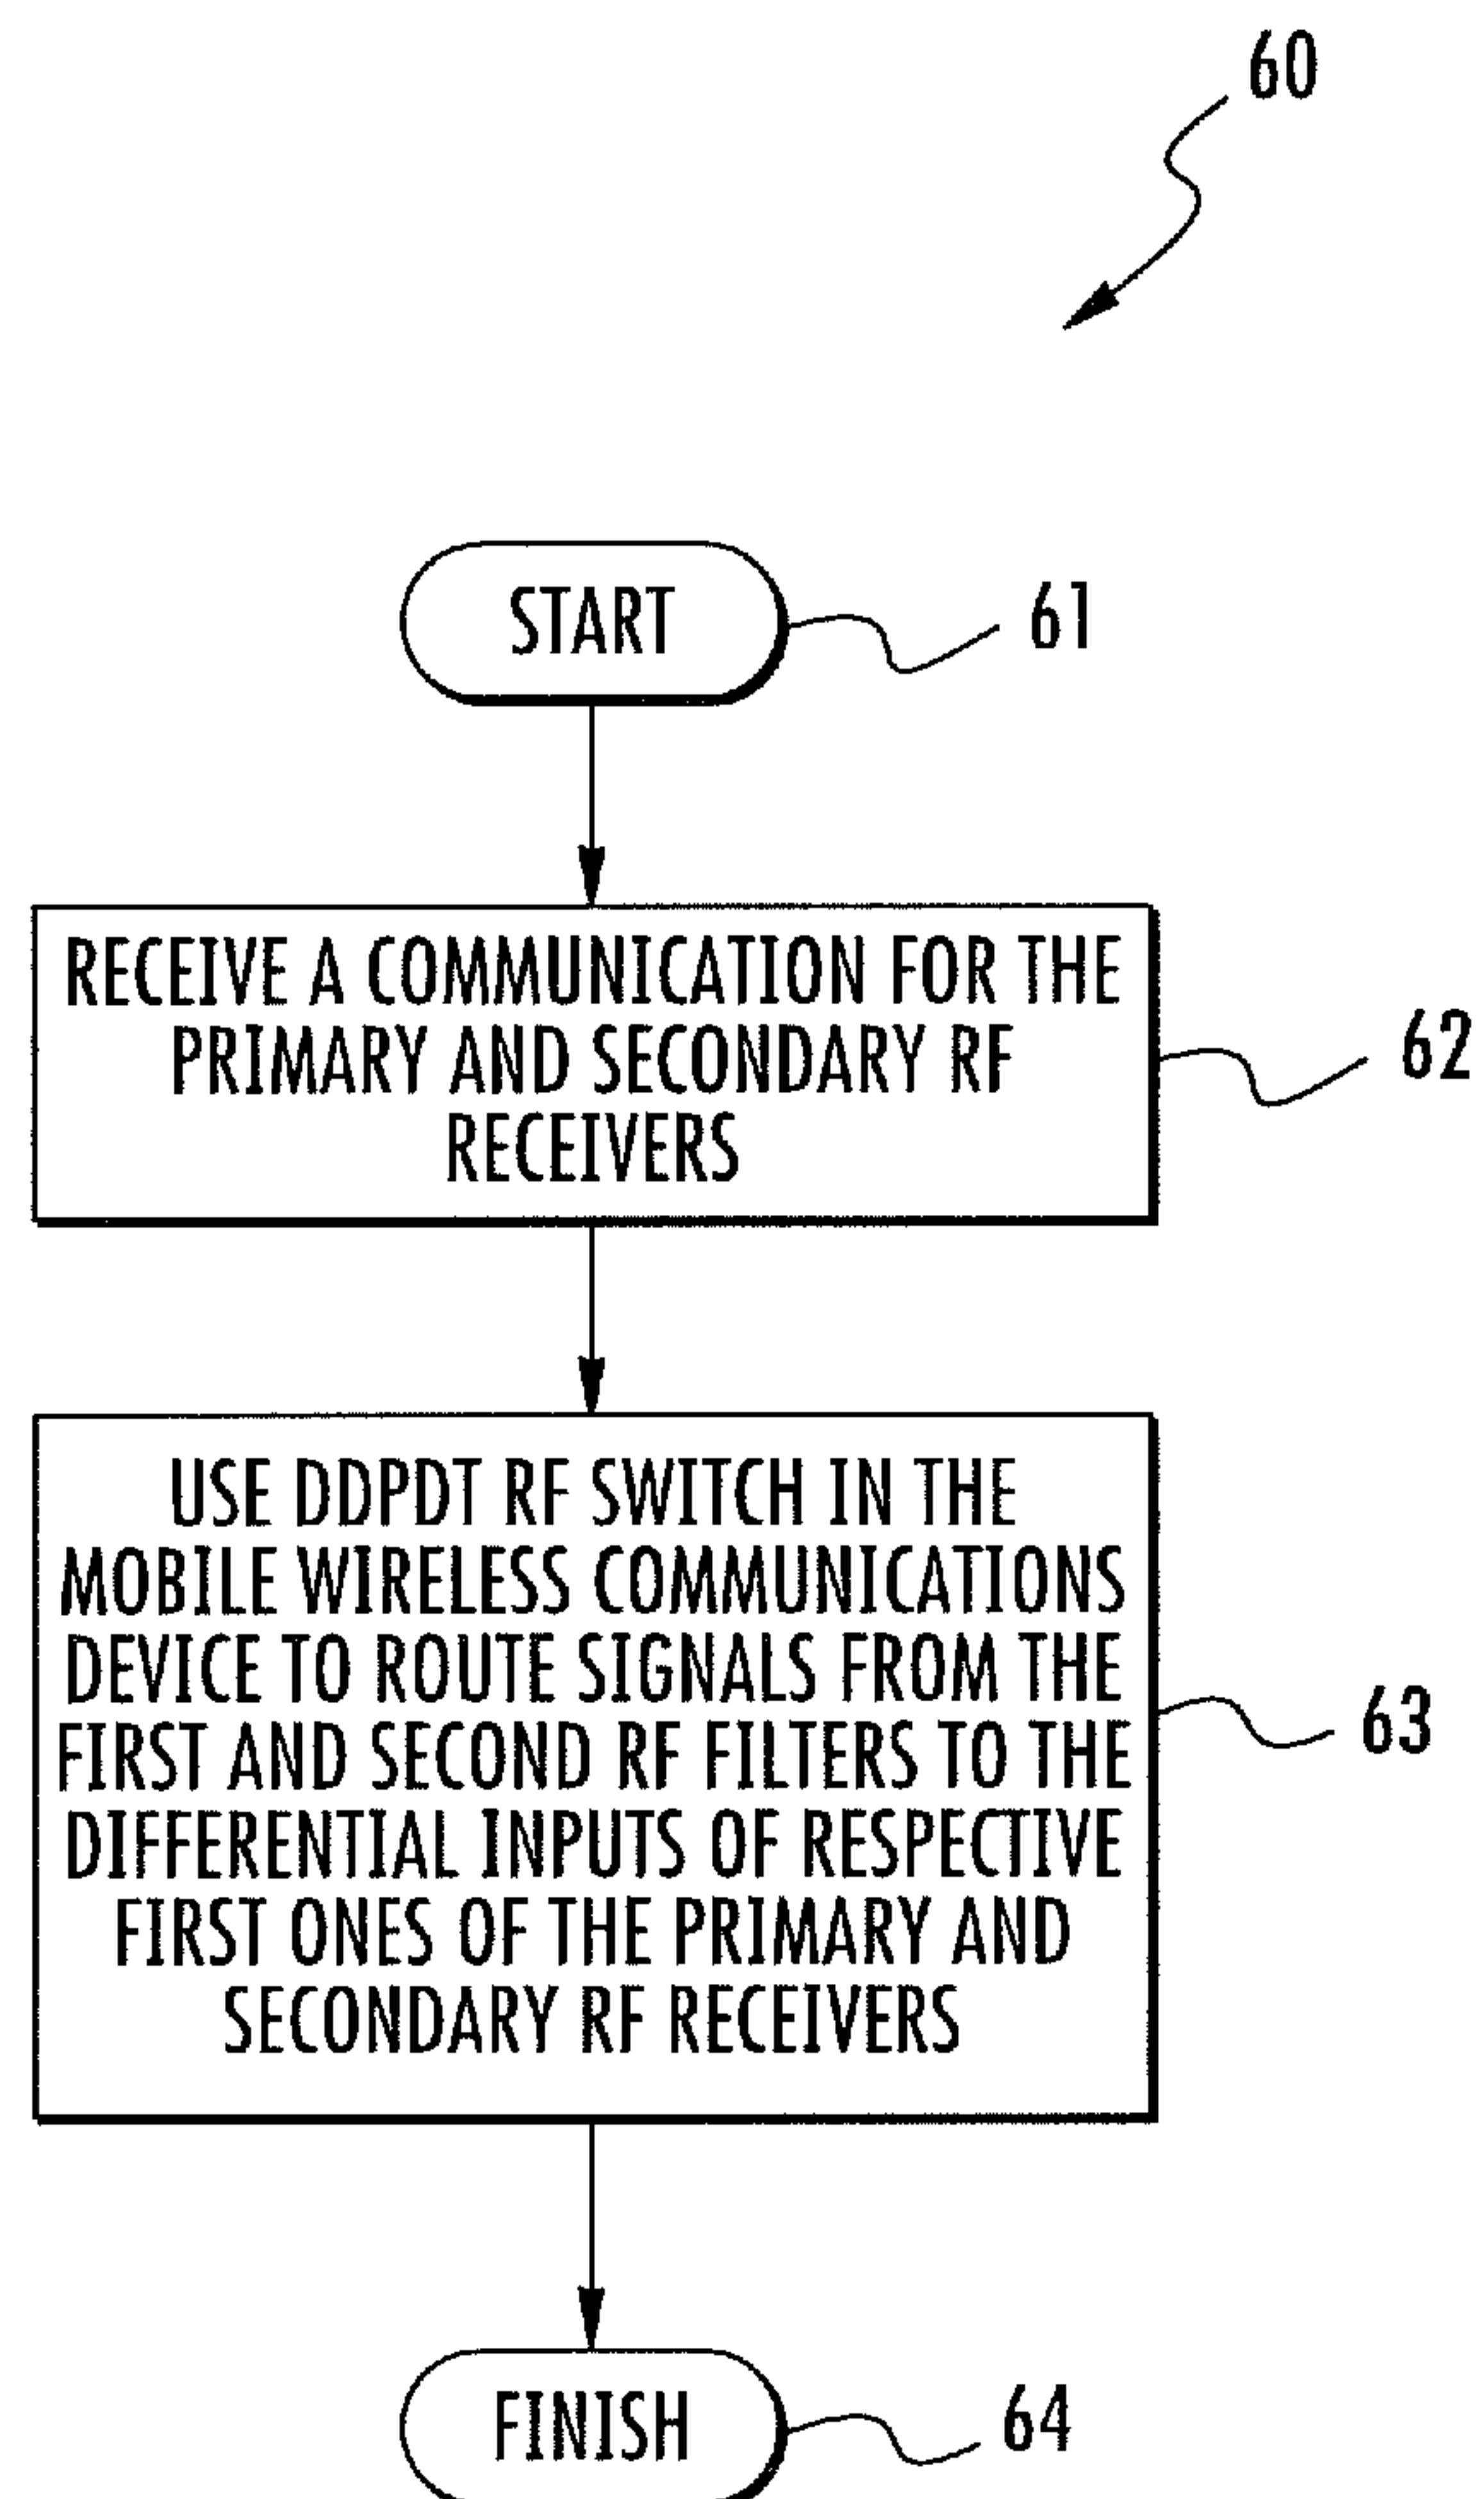 60
START
61
RECEIVE A COMMUNICATION FOR THE
PRIMARY AND SECONDARY RF
RECEIVERS
62
USE DDPDT RF SWITCH IN THE
MOBILE WIRELESS COMMUNICATIONS
DEVICE TO ROUTE SIGNALS FROM THE
FIRST AND SECOND RF FILTERS TO THE
DIFFERENTIAL INPUTS OF RESPECTIVE
FIRST ONES OF THE PRIMARY AND
SECONDARY RF RECEIVERS
63
FINISH
64